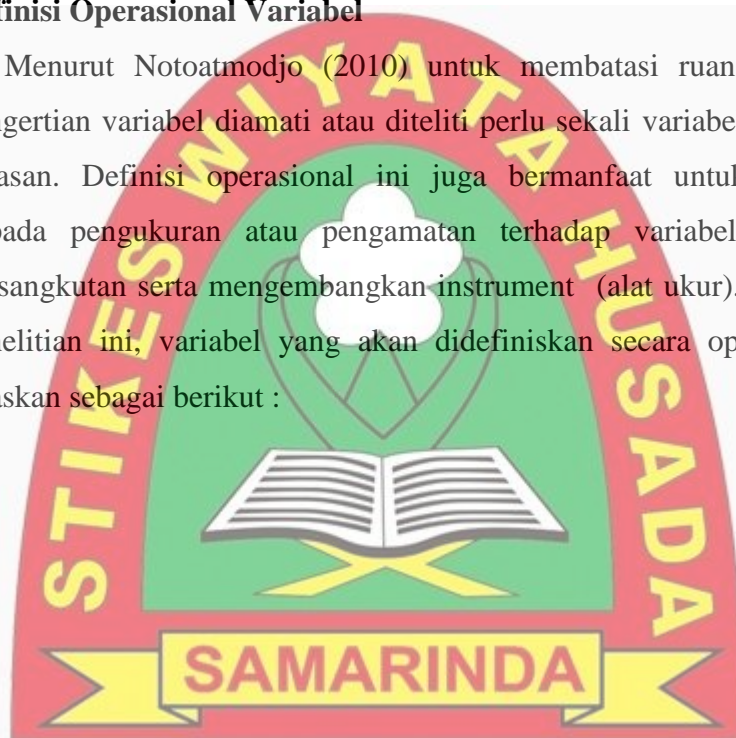 finisi Operasional Variabel
Menurut Notoatmodjo (2010) untuk membatasi ruan
ngertian variabel diamati atau diteliti perlu sekali variabe
asan. Definisi operasional ini juga bermanfaat untuk
pada pengukuran atau pengamatan terhadap variabel
sangkutan serta mengembangkan instrument (alat ukur).
nelitian ini, variabel yang akan didefiniskan secara op
askan sebagai berikut :
STIKES WIYATA HUSADA
SAMARINDA